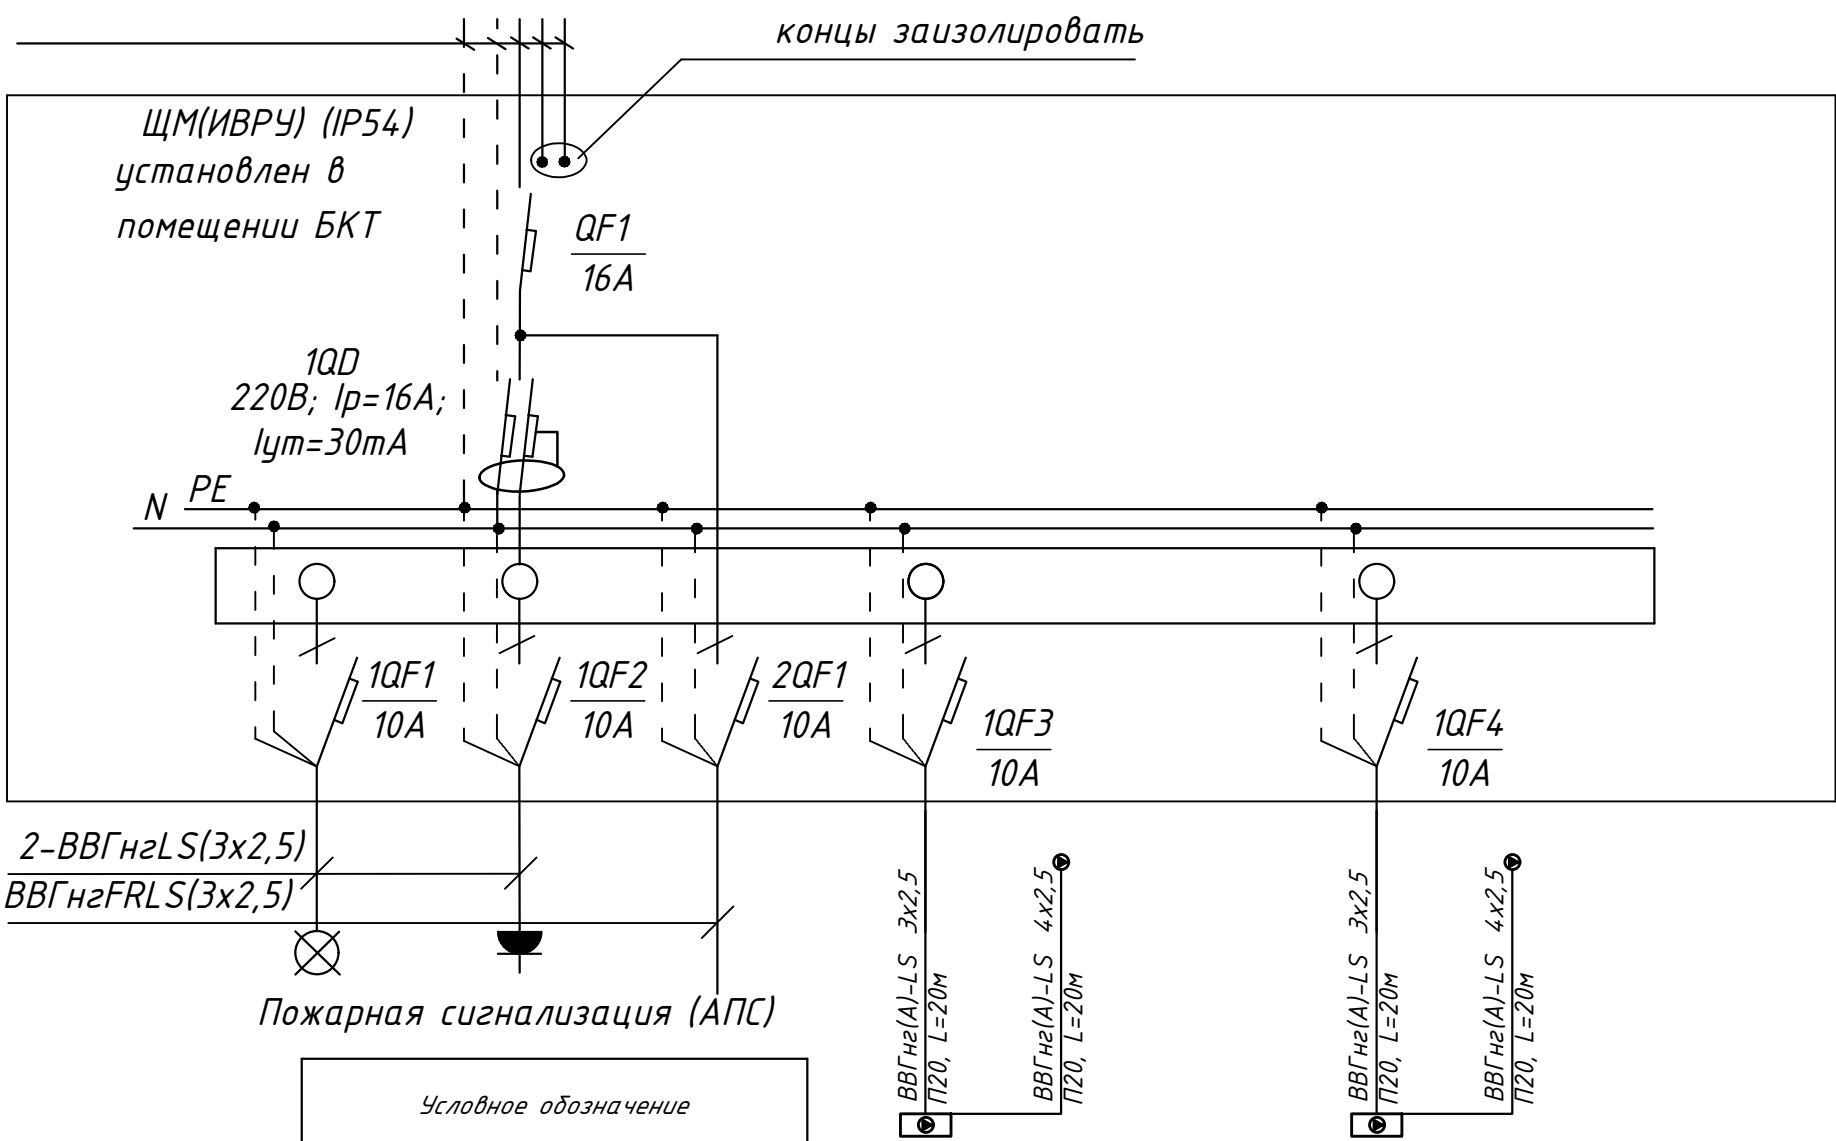 концы заизолировать
ЩМ(ИВРУ) (IP54)
установлен в
помещении БКТ
QF1
16А
1QD
220В; Iр=16А;
Iут=30mA
PE
N
1QF1
10А
1QF2
10А
2QF1
10А
1QF3
10А
1QF4
10А
2-ВВГнгLS(3х2,5)
ВВГнгFRLS(3х2,5)
Пожарная сигнализация (АПС)
ВВГнг(А)-LS 3х2,5
П20, L=20м
ВВГнг(А)-LS 4х2,5
П20, L=20м
ВВГнг(А)-LS 3х2,5
П20, L=20м
ВВГнг(А)-LS 4х2,5
П20, L=20м
Условное обозначение